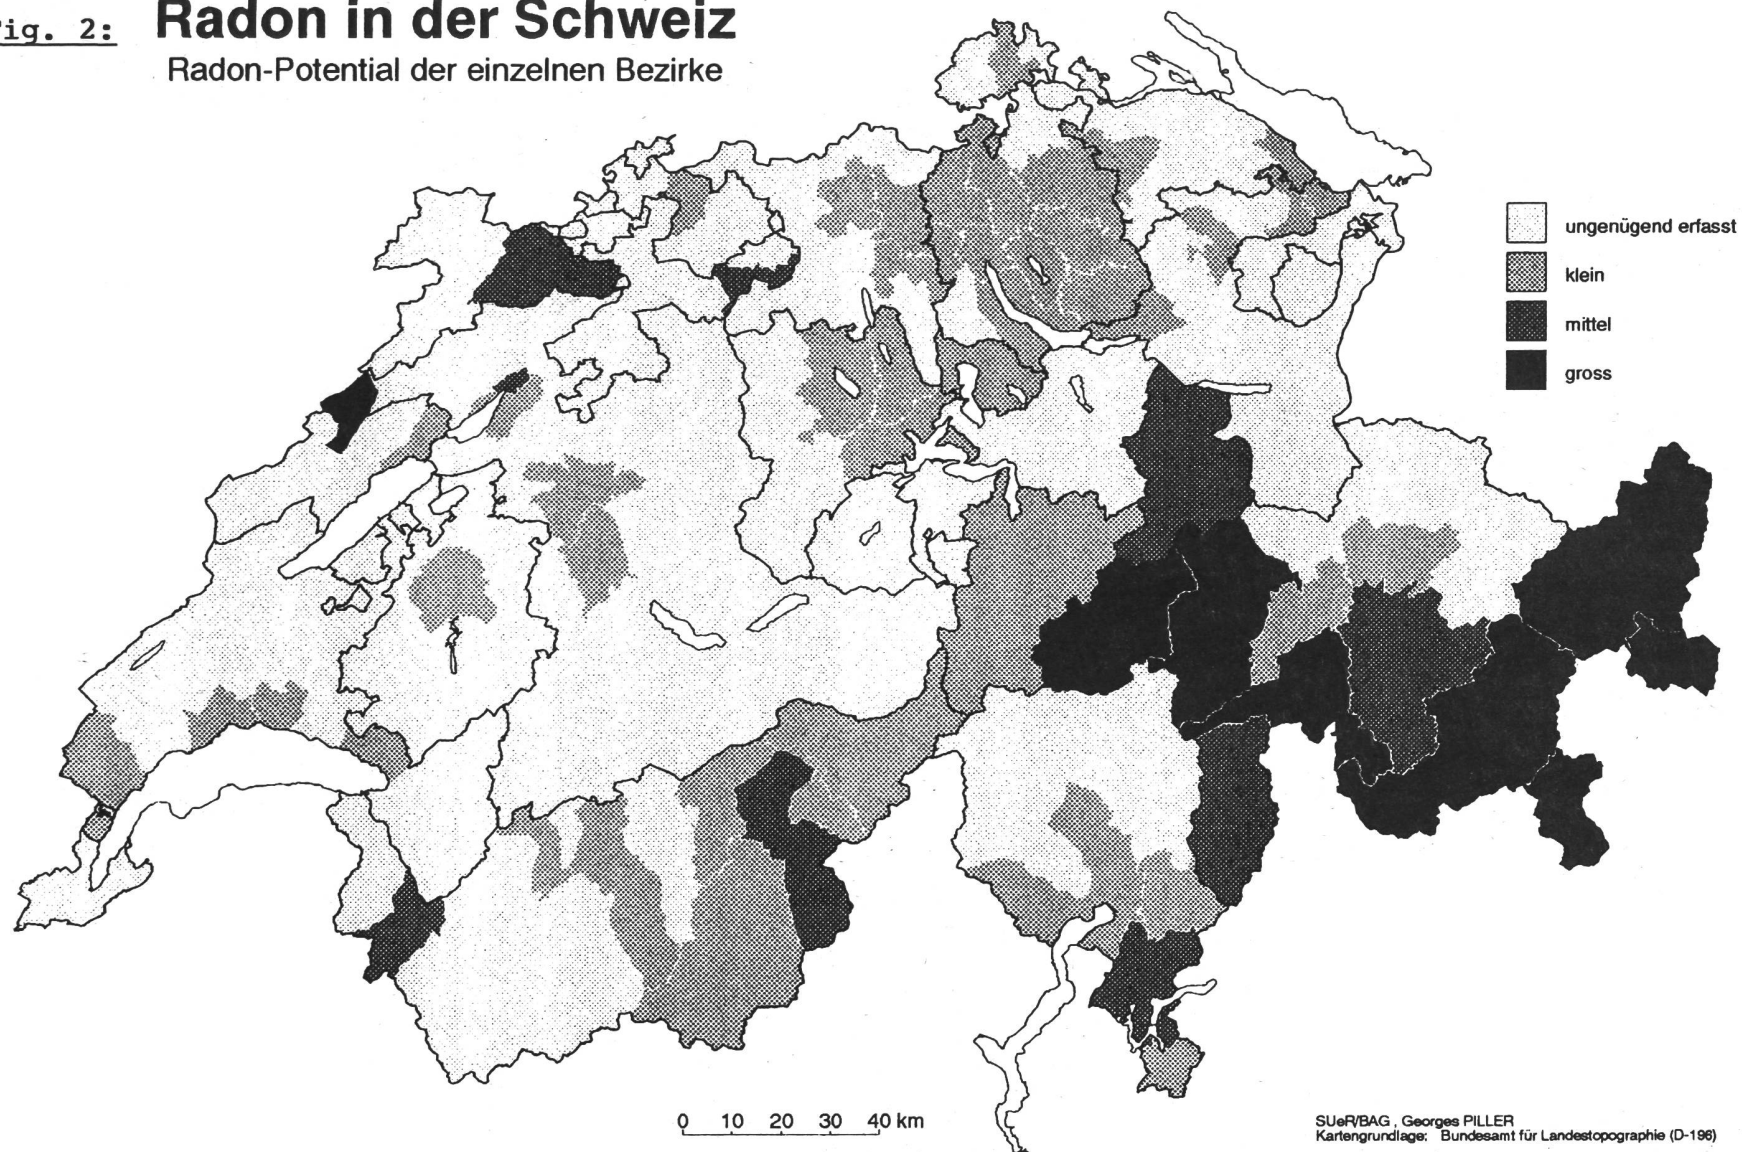 ig. 2:
Radon in der Schweiz
Radon-Potential der einzelnen Bezirke
ungenügend erfasst
klein
mittel
gross
0 10 20 30 40 km
SUeR/BAG , Georges PILLER
Kartengrundlage: Bundesamt für Landestopographie (D-196)